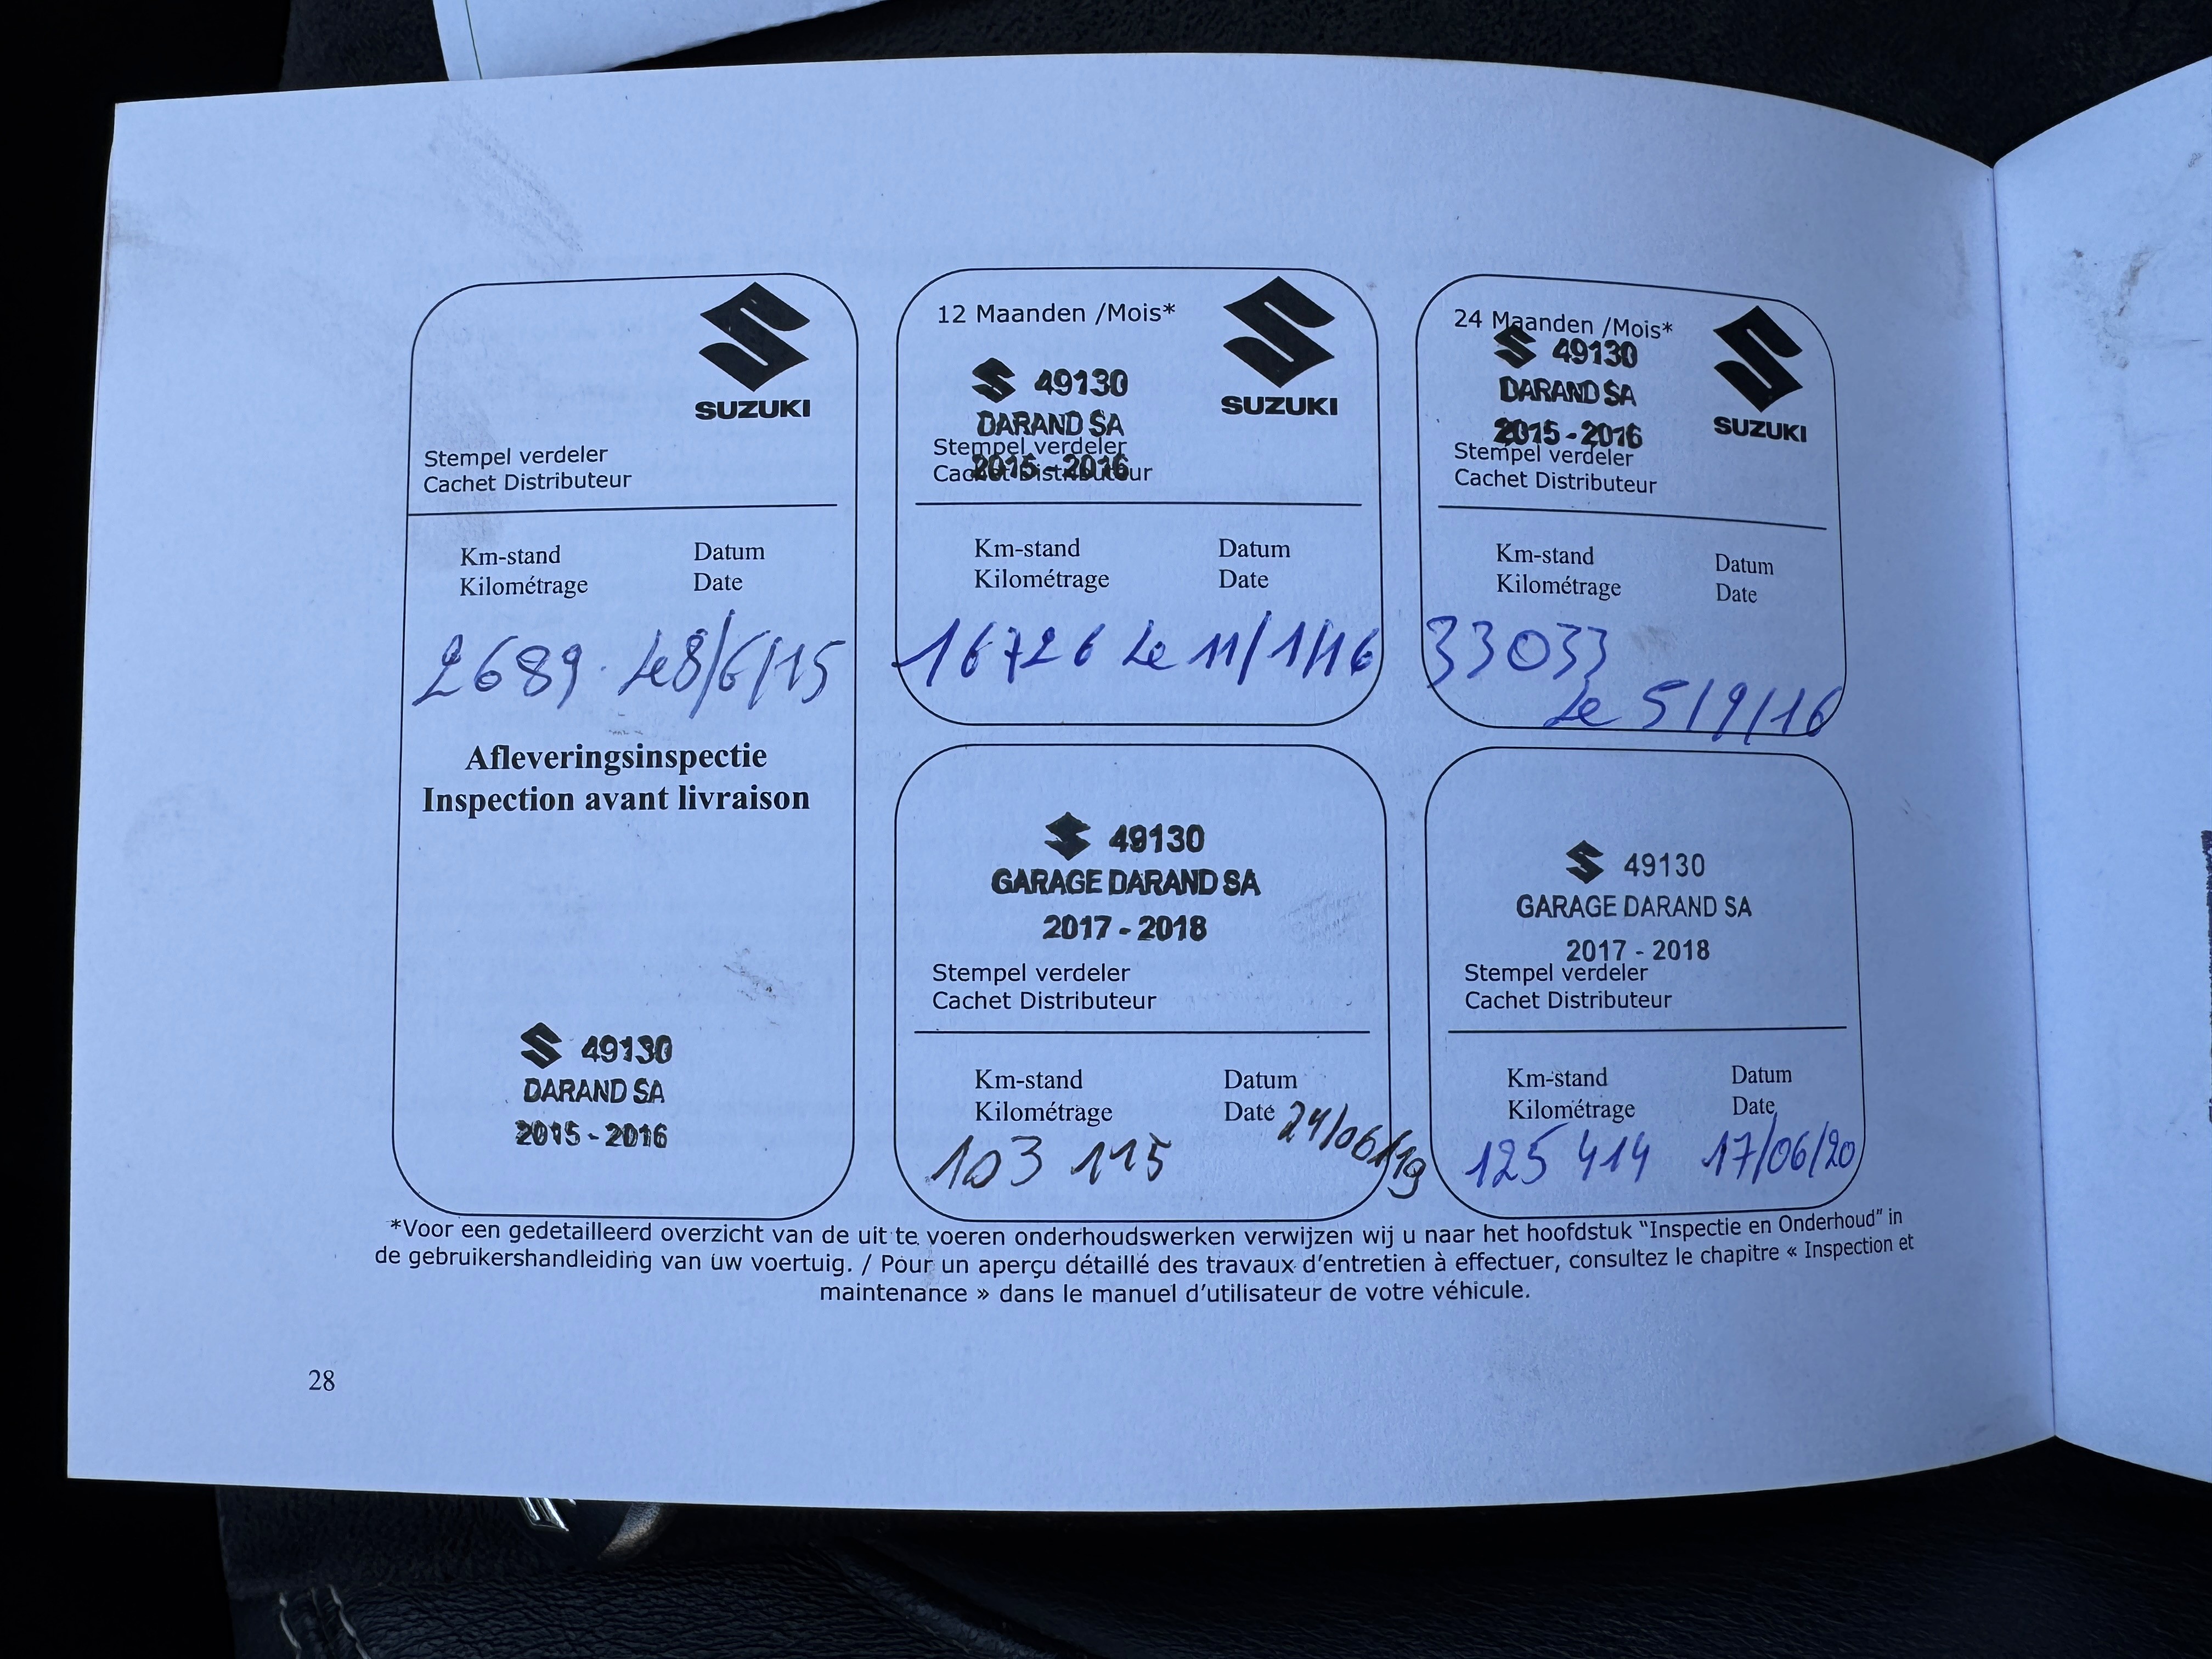 SUZUKI
Stempel verdeler
Cachet Distributeur
Km-stand Datum
Kilométrage Date
2689. Le 8/6/15
Afleveringsinspectie
Inspection avant livraison
49130
DARAND SA
2015 - 2016
12 Maanden /Mois*
SUZUKI
49130
DARAND SA
Stempel verdeler
2015 - 2016
Cachet Distributeur
Km-stand Datum
Kilométrage Date
16726 Le 11/1/16
24 Maanden /Mois*
SUZUKI
49130
DARAND SA
2015 - 2016
Stempel verdeler
Cachet Distributeur
Km-stand Datum
Kilométrage Date
33033
Le 5/9/16
49130
GARAGE DARAND SA
2017 - 2018
Stempel verdeler
Cachet Distributeur
Km-stand Datum
Kilométrage Date
103 115 24/06/19
49130
GARAGE DARAND SA
2017 - 2018
Stempel verdeler
Cachet Distributeur
Km-stand Datum
Kilométrage Date
125 414 17/06/20
*Voor een gedetailleerd overzicht van de uit te voeren onderhoudswerken verwijzen wij u naar het hoofdstuk “Inspectie en Onderhoud” in
de gebruikershandleiding van uw voertuig. / Pour un aperçu détaillé des travaux d’entretien à effectuer, consultez le chapitre « Inspection et
maintenance » dans le manuel d’utilisateur de votre véhicule.
28